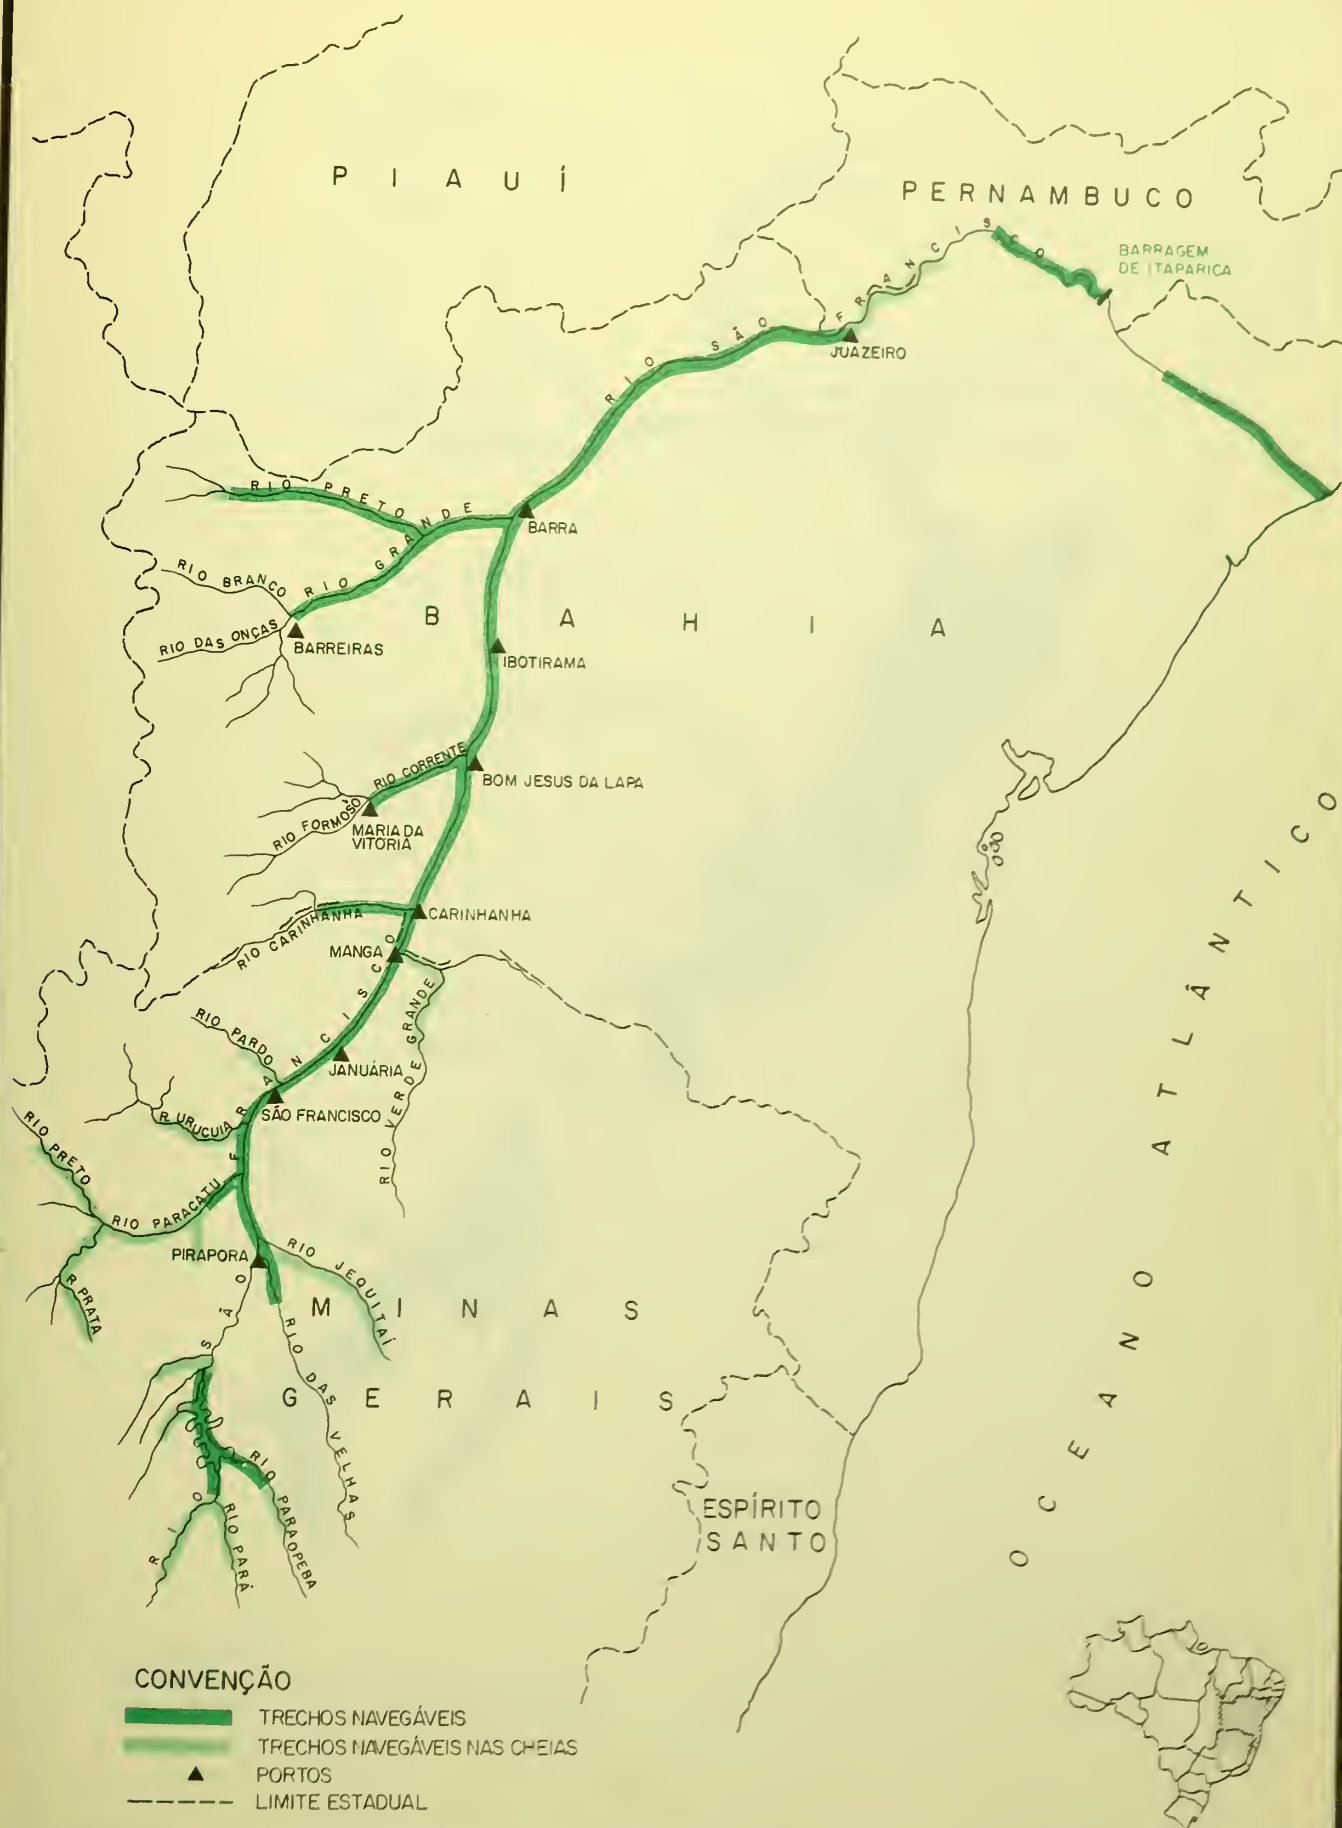 PIAUÍ
PERNAMBUCO
BARRAGEM
DE ITAPARICA
RIO SÃO FRANCISCO
JUAZEIRO
RIO PRETO
RIO GRANDE
BARRA
RIO BRANCO
RIO DAS ONÇAS
BARREIRAS
BAHIA
IBOTIRAMA
RIO CORRENTE
BOM JESUS DA LAPA
RIO FORMOSO
MARIA DA
VITÓRIA
RIO CARINHANHA
CARINHANHA
MANGA
RIO VERDE GRANDE
RIO PARDO
JANUÁRIA
SÃO FRANCISCO
R. URUCUIA
RIO PRETO
RIO PARACATU
R. PRATA
PIRAPORA
RIO JEQUITAÍ
RIO SÃO FRANCISCO
MINAS
GERAIS
RIO DAS VELHAS
RIO PARAOPEBA
RIO PARÁ
ESPÍRITO
SANTO
OCEANO ATLÂNTICO
CONVENÇÃO
TRECHOS NAVEGÁVEIS
TRECHOS NAVEGÁVEIS NAS CHEIAS
PORTOS
LIMITE ESTADUAL